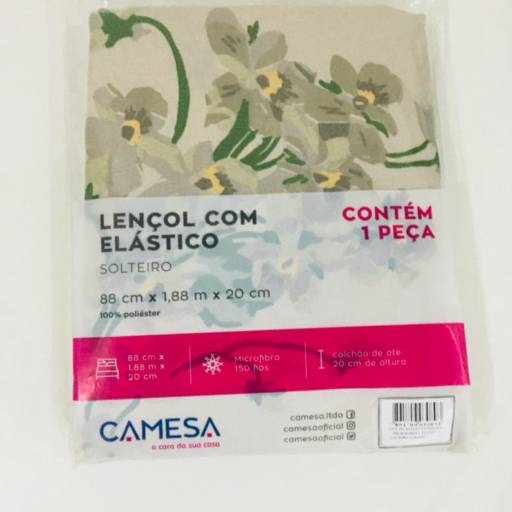 LENÇOL COM
ELÁSTICO
SOLTEIRO
88 cm x 1,88 m x 20 cm
100% poliéster
CONTÉM
1 PEÇA
88 cm x
1,88 m x
20 cm
Microfibra
150 fios
colchão de até
20 cm de altura
CAMESA
a cara da sua casa
camesa.ltda
camesaoficial
camesaoficial